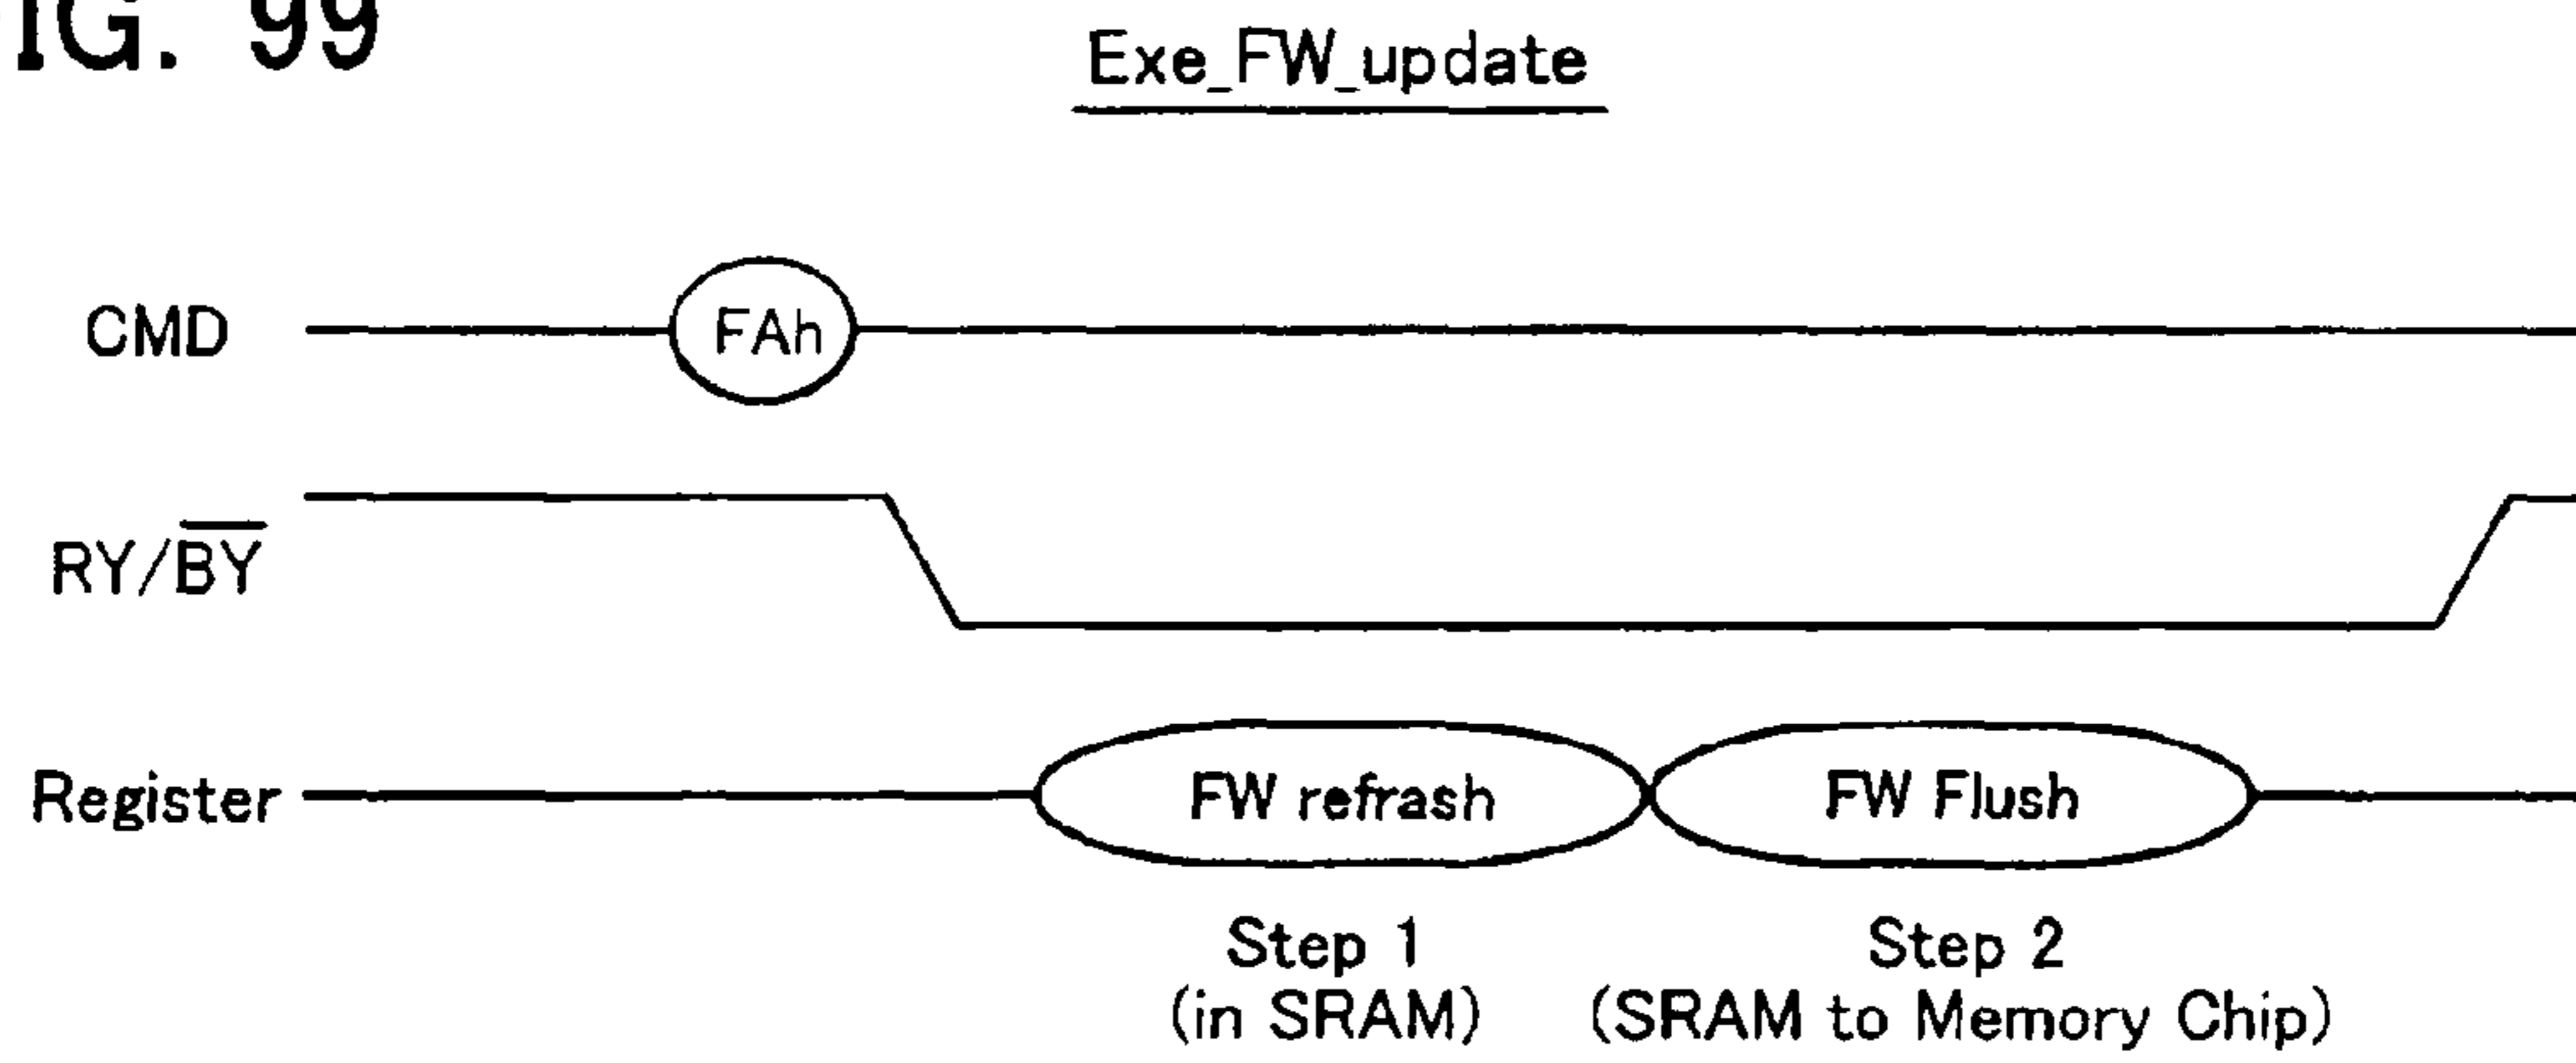 IG. 99
Exe_FW_update
CMD
FAh
RY/B̅Y̅
Register
FW refrash
FW Flush
Step 1
(in SRAM)
Step 2
(SRAM to Memory Chip)